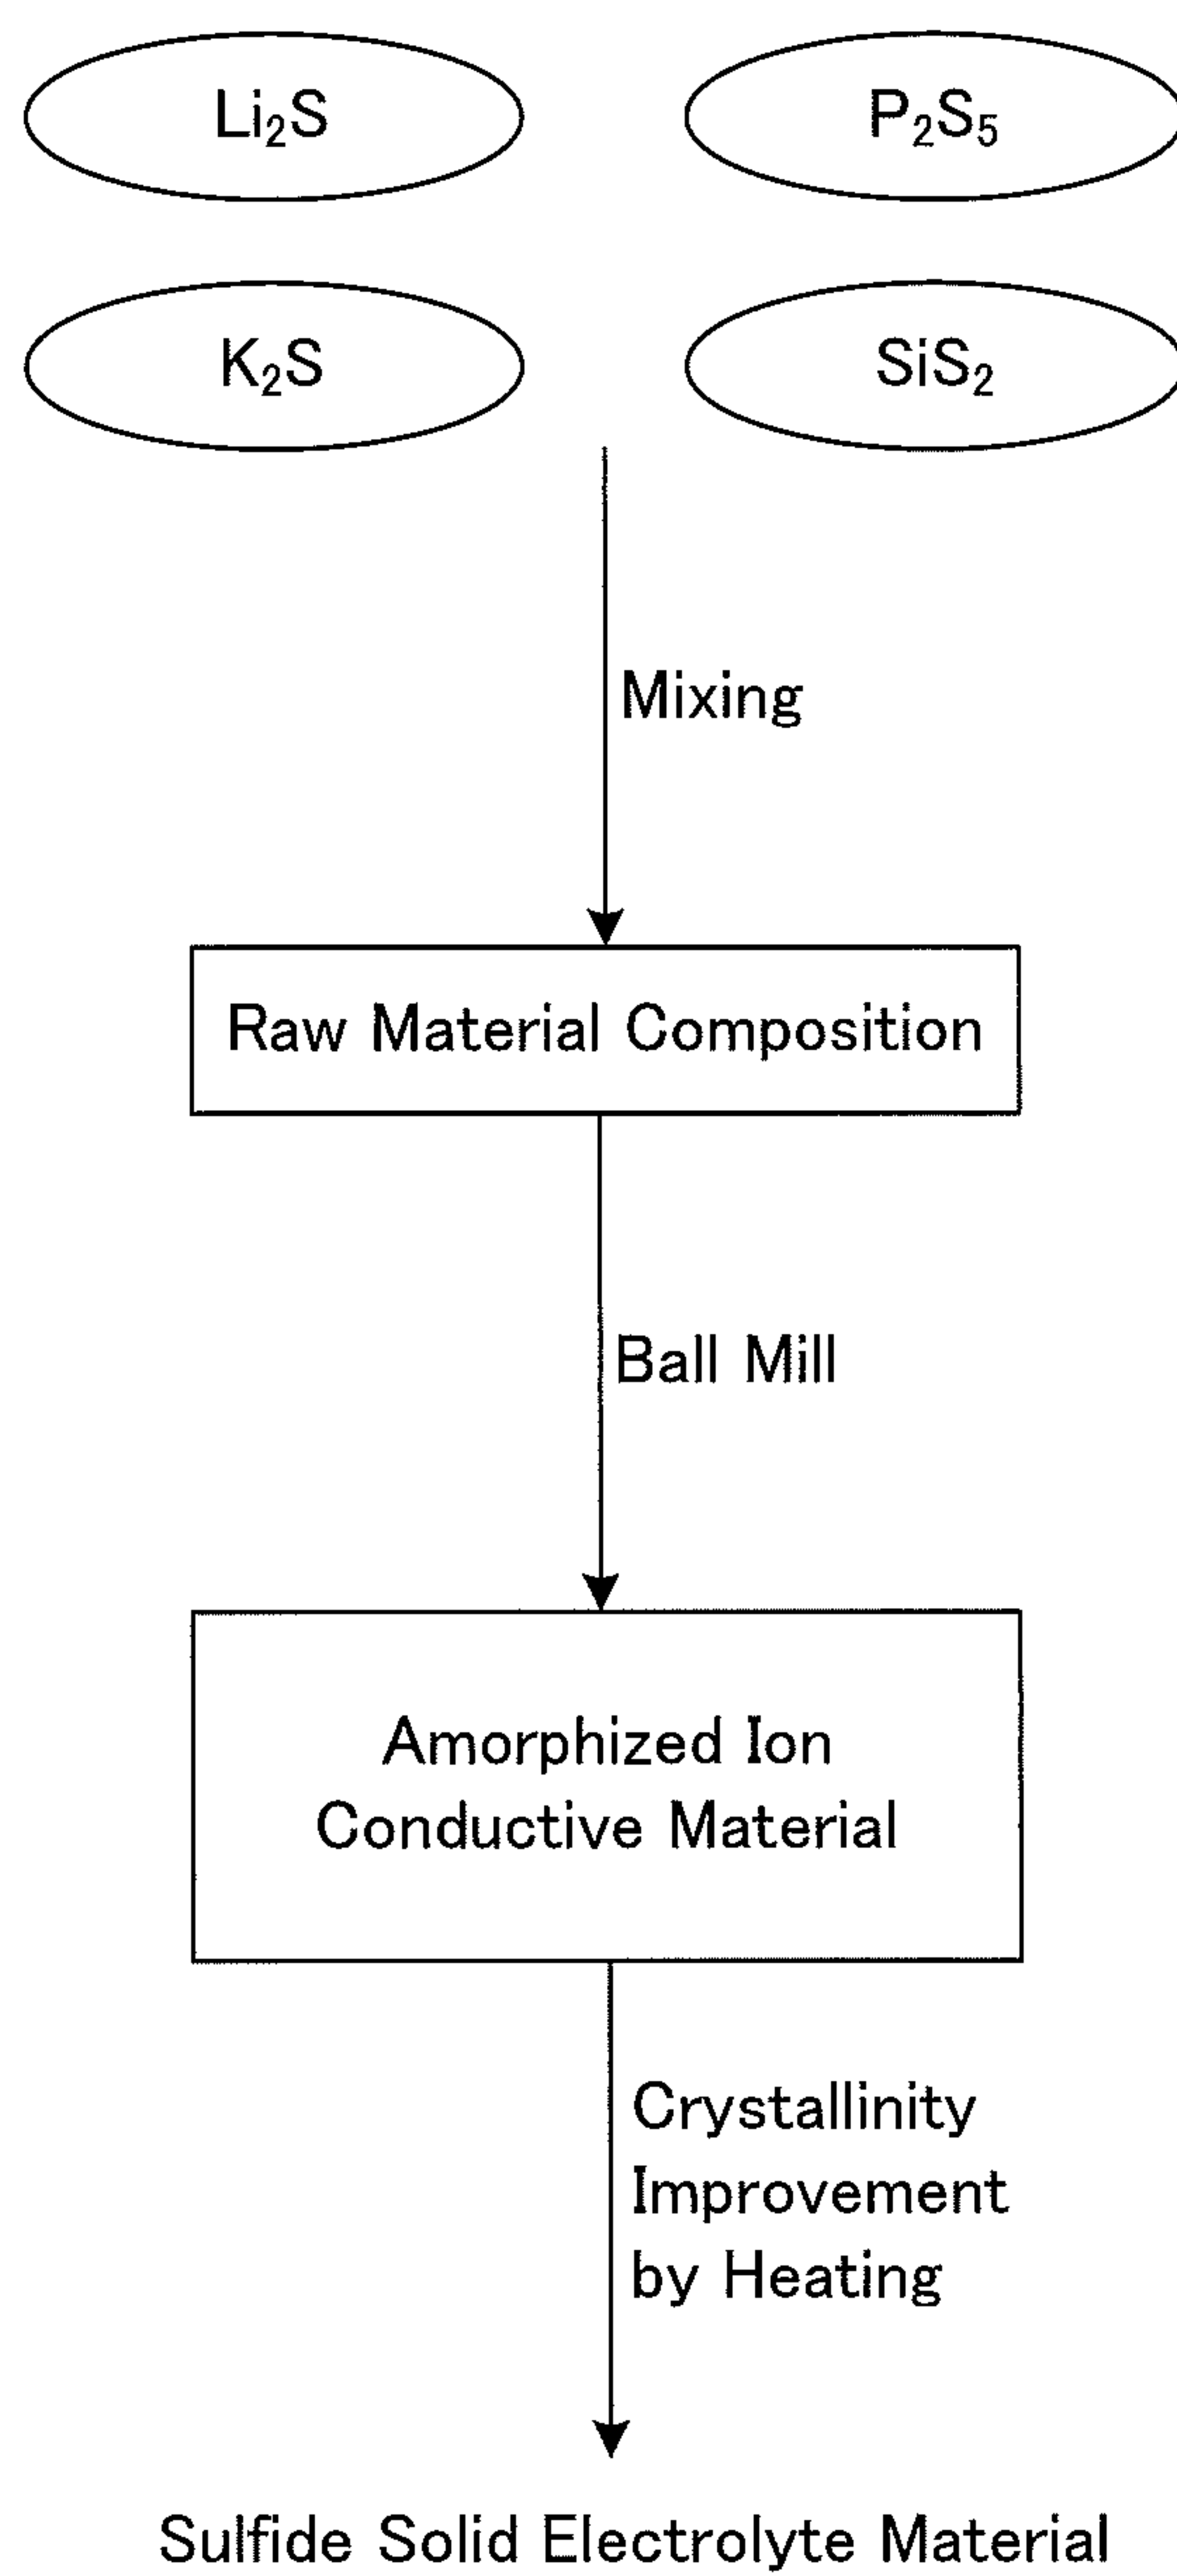 Li₂S
P₂S₅
K₂S
SiS₂
Mixing
Raw Material Composition
Ball Mill
Amorphized Ion
Conductive Material
Crystallinity
Improvement
by Heating
Sulfide Solid Electrolyte Material